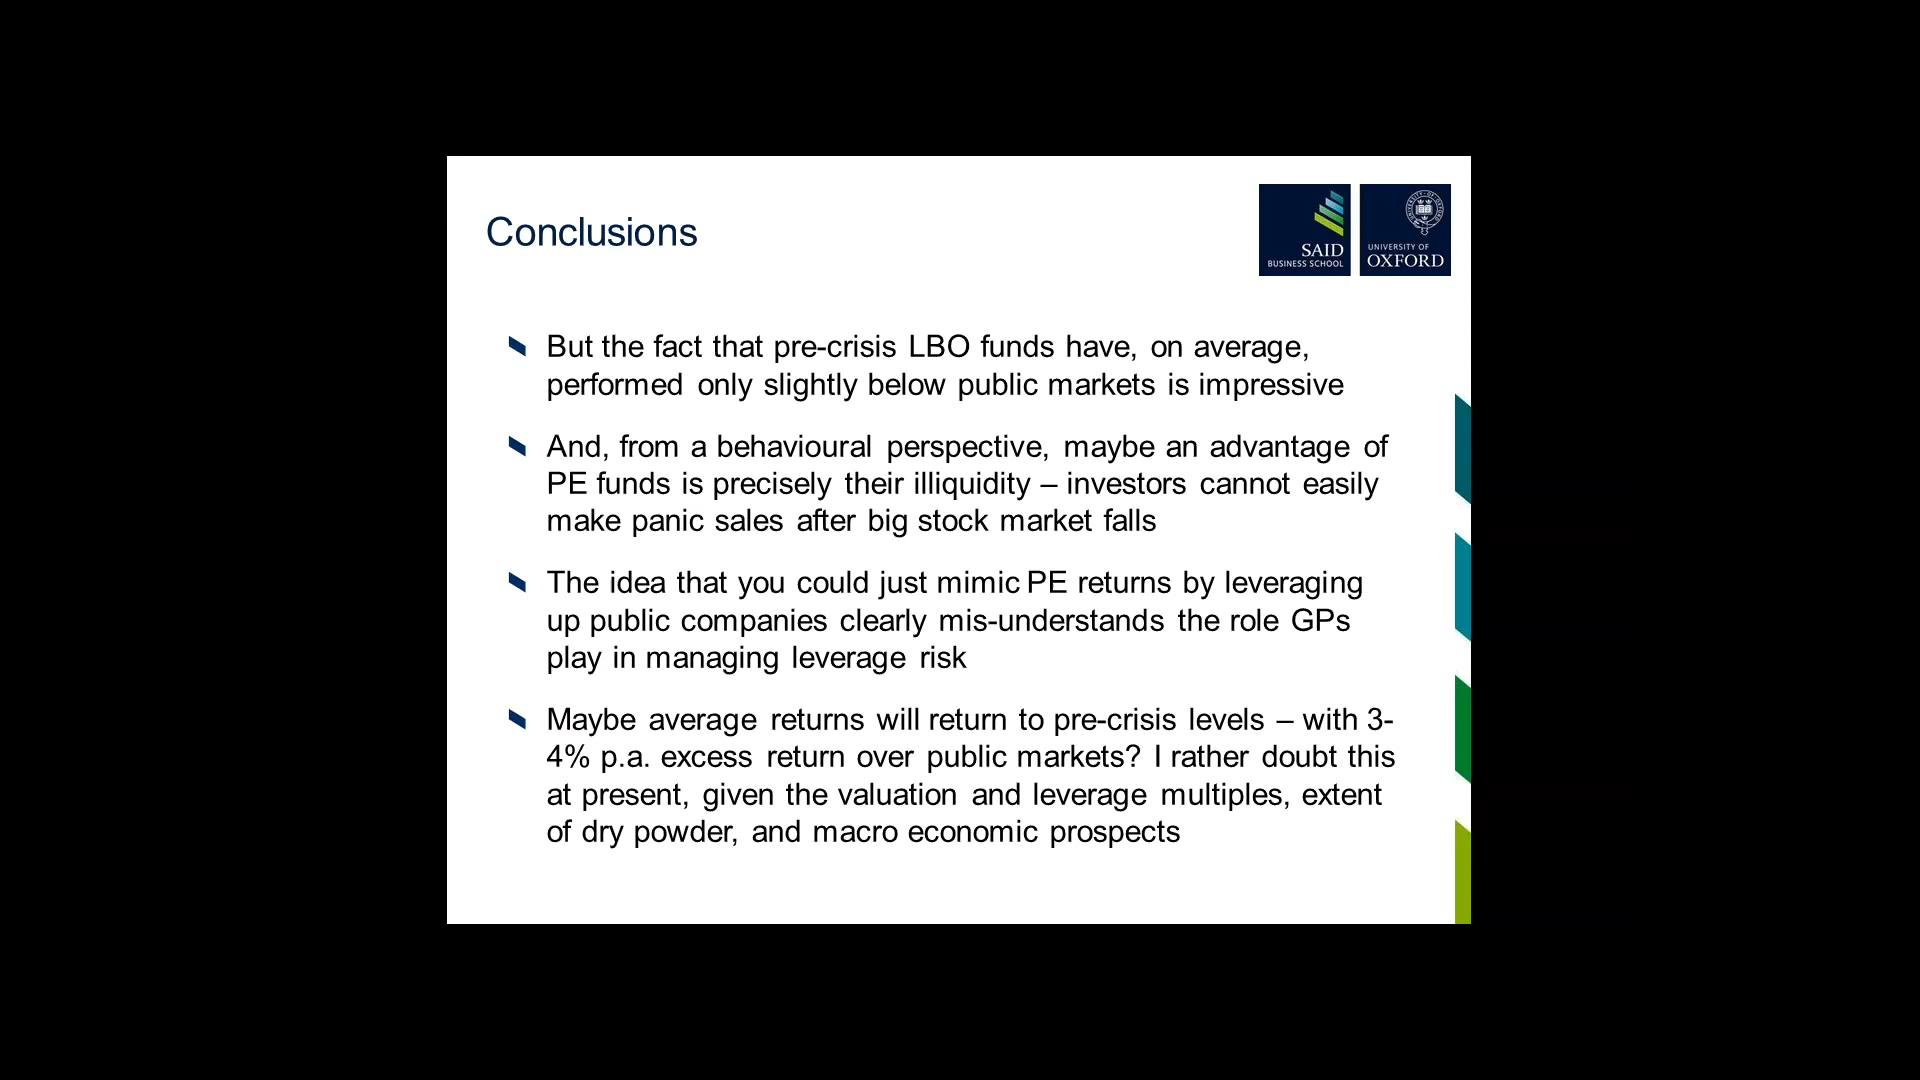 Conclusions
SAID
BUSINESS SCHOOL
UNIVERSITY OF
OXFORD
But the fact that pre-crisis LBO funds have, on average,
performed only slightly below public markets is impressive
And, from a behavioural perspective, maybe an advantage of
PE funds is precisely their illiquidity – investors cannot easily
make panic sales after big stock market falls
The idea that you could just mimic PE returns by leveraging
up public companies clearly mis-understands the role GPs
play in managing leverage risk
Maybe average returns will return to pre-crisis levels – with 3-
4% p.a. excess return over public markets? I rather doubt this
at present, given the valuation and leverage multiples, extent
of dry powder, and macro economic prospects